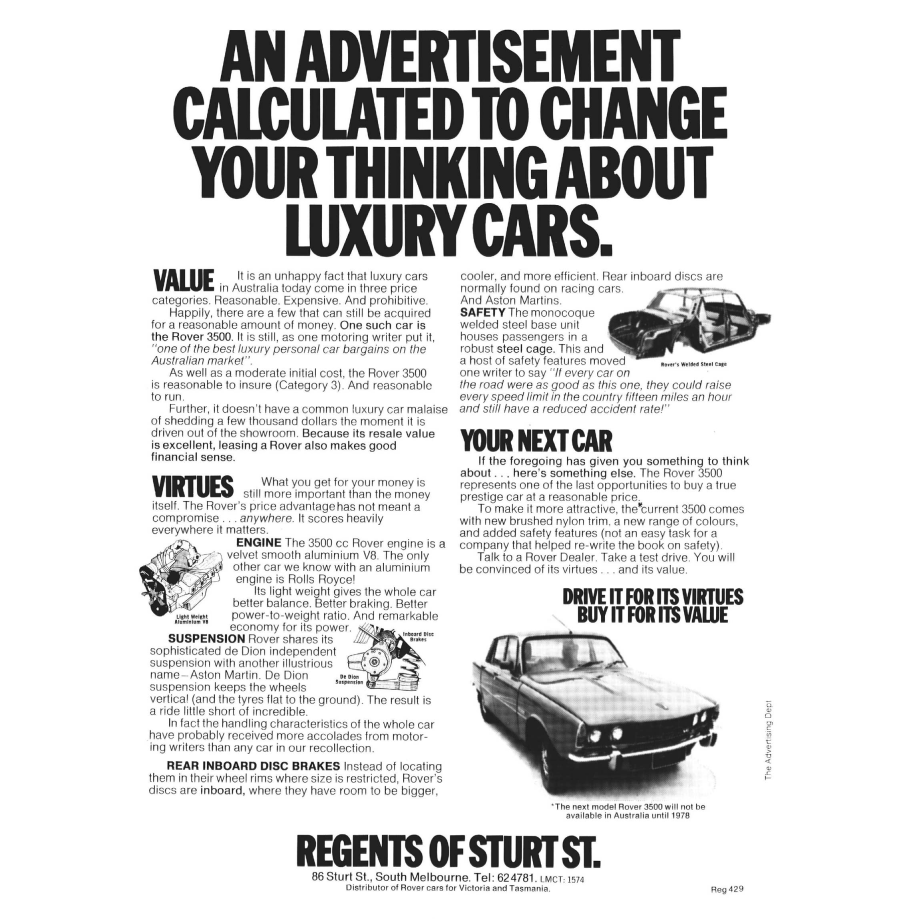 AN ADVERTISEMENT
CALCULATED TO CHANGE
YOUR THINKING ABOUT
LUXURY CARS.
VALUE It is an unhappy fact that luxury cars
in Australia today come in three price
categories. Reasonable. Expensive. And prohibitive.
Happily, there are a few that can still be acquired
for a reasonable amount of money. One such car is
the Rover 3500. It is still, as one motoring writer put it,
"one of the best luxury personal car bargains on the
Australian market".
As well as a moderate initial cost, the Rover 3500
is reasonable to insure (Category 3). And reasonable
to run.
Further, it doesn't have a common luxury car malaise
of shedding a few thousand dollars the moment it is
driven out of the showroom. Because its resale value
is excellent, leasing a Rover also makes good
financial sense.
VIRTUES What you get for your money is
still more important than the money
itself. The Rover's price advantage has not meant a
compromise . . . anywhere. It scores heavily
everywhere it matters.
ENGINE The 3500 cc Rover engine is a
velvet smooth aluminium V8. The only
other car we know with an aluminium
engine is Rolls Royce!
Its light weight gives the whole car
better balance. Better braking. Better
power-to-weight ratio. And remarkable
economy for its power.
Light Weight
Aluminium V8
SUSPENSION Rover shares its
sophisticated de Dion independent
suspension with another illustrious
name—Aston Martin. De Dion
suspension keeps the wheels
vertical (and the tyres flat to the ground). The result is
a ride little short of incredible.
Inboard Disc
Brakes
De Dion
Suspension
In fact the handling characteristics of the whole car
have probably received more accolades from motor-
ing writers than any car in our recollection.
REAR INBOARD DISC BRAKES Instead of locating
them in their wheel rims where size is restricted, Rover's
discs are inboard, where they have room to be bigger,
cooler, and more efficient. Rear inboard discs are
normally found on racing cars.
And Aston Martins.
SAFETY The monocoque
welded steel base unit
houses passengers in a
robust steel cage. This and
a host of safety features moved
one writer to say "If every car on
the road were as good as this one, they could raise
every speed limit in the country fifteen miles an hour
and still have a reduced accident rate!"
Rover's Welded Steel Cage
YOUR NEXT CAR
If the foregoing has given you something to think
about . . . here's something else. The Rover 3500
represents one of the last opportunities to buy a true
prestige car at a reasonable price.
To make it more attractive, the*current 3500 comes
with new brushed nylon trim, a new range of colours,
and added safety features (not an easy task for a
company that helped re-write the book on safety).
Talk to a Rover Dealer. Take a test drive. You will
be convinced of its virtues . . . and its value.
DRIVE IT FOR ITS VIRTUES
BUY IT FOR ITS VALUE
The Advertising Dept
*The next model Rover 3500 will not be
available in Australia until 1978
REGENTS OF STURT ST.
86 Sturt St., South Melbourne. Tel: 62 4781. LMCT: 1574
Distributor of Rover cars for Victoria and Tasmania.
Reg 429